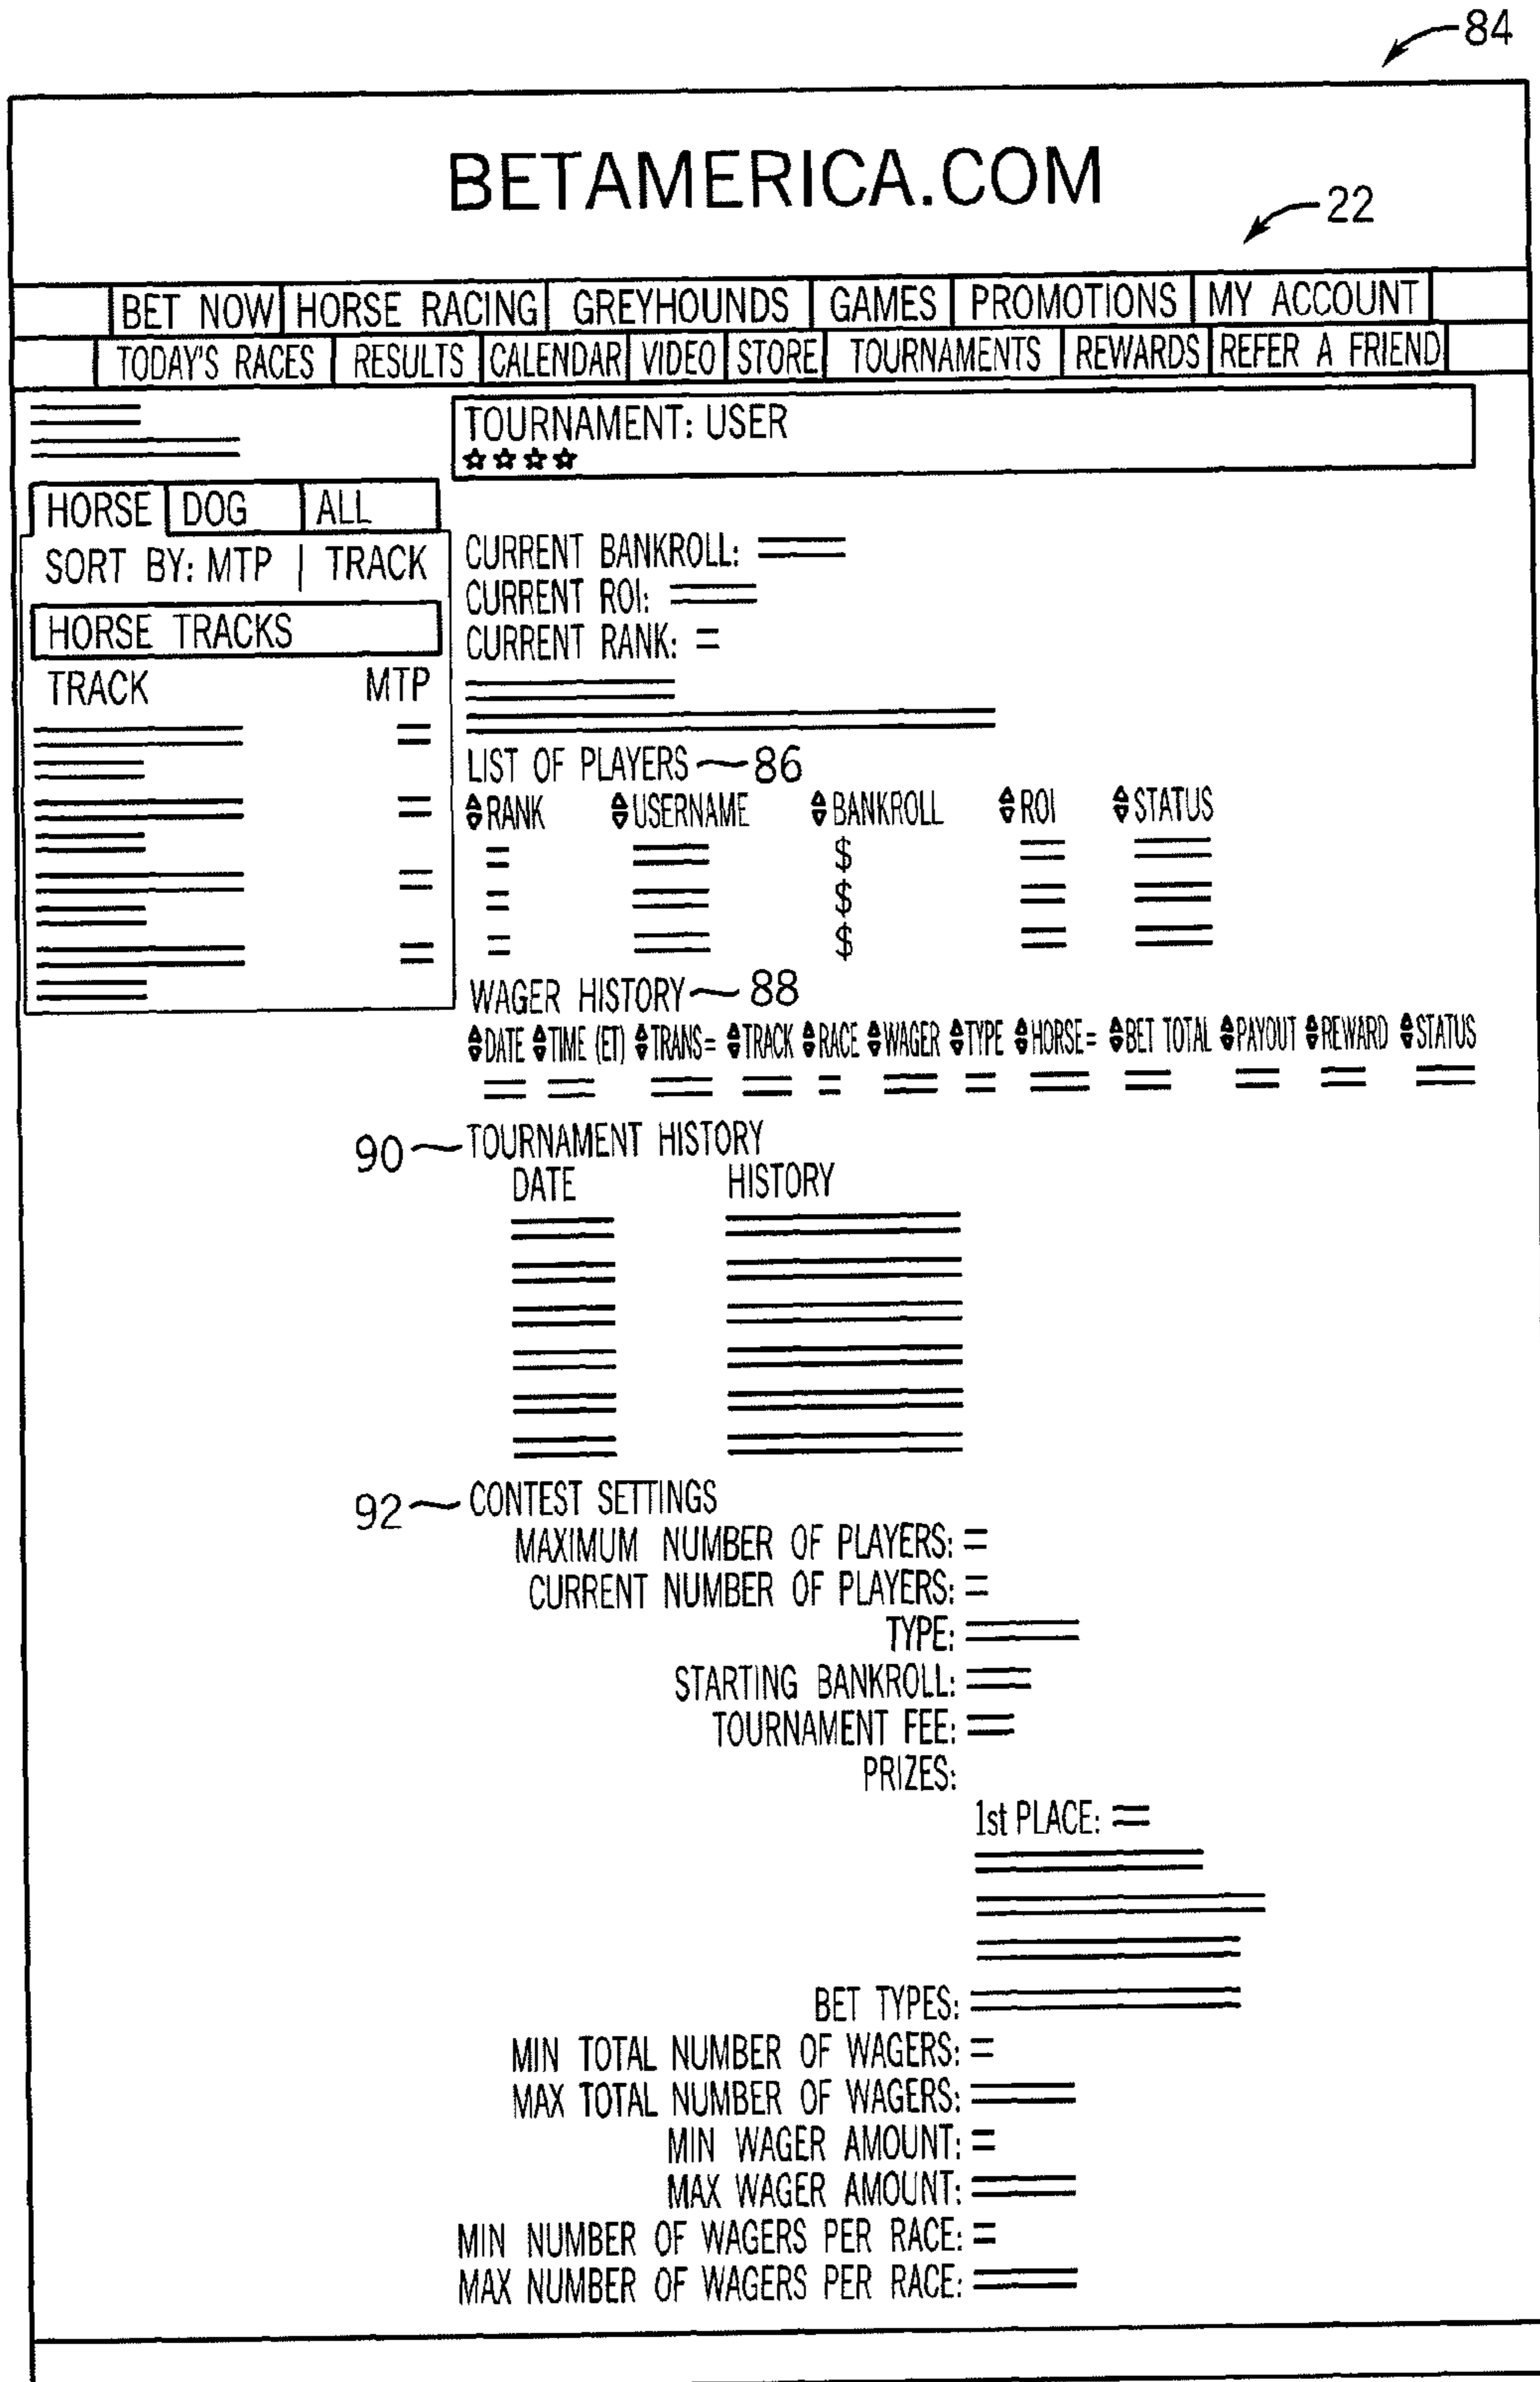 84
BETAMERICA.COM
22
BET NOW HORSE RACING GREYHOUNDS GAMES PROMOTIONS MY ACCOUNT
TODAY'S RACES RESULTS CALENDAR VIDEO STORE TOURNAMENTS REWARDS REFER A FRIEND
TOURNAMENT: USER
☆☆☆☆
HORSE DOG ALL
SORT BY: MTP | TRACK
HORSE TRACKS
TRACK MTP
CURRENT BANKROLL:
CURRENT ROI:
CURRENT RANK:
LIST OF PLAYERS 86
RANK USERNAME BANKROLL ROI STATUS
$
$
$
WAGER HISTORY 88
DATE TIME (ET) TRANS= TRACK RACE WAGER TYPE HORSE= BET TOTAL PAYOUT REWARD STATUS
90 TOURNAMENT HISTORY
DATE HISTORY
92 CONTEST SETTINGS
MAXIMUM NUMBER OF PLAYERS:
CURRENT NUMBER OF PLAYERS:
TYPE:
STARTING BANKROLL:
TOURNAMENT FEE:
PRIZES:
1st PLACE:
BET TYPES:
MIN TOTAL NUMBER OF WAGERS:
MAX TOTAL NUMBER OF WAGERS:
MIN WAGER AMOUNT:
MAX WAGER AMOUNT:
MIN NUMBER OF WAGERS PER RACE:
MAX NUMBER OF WAGERS PER RACE: